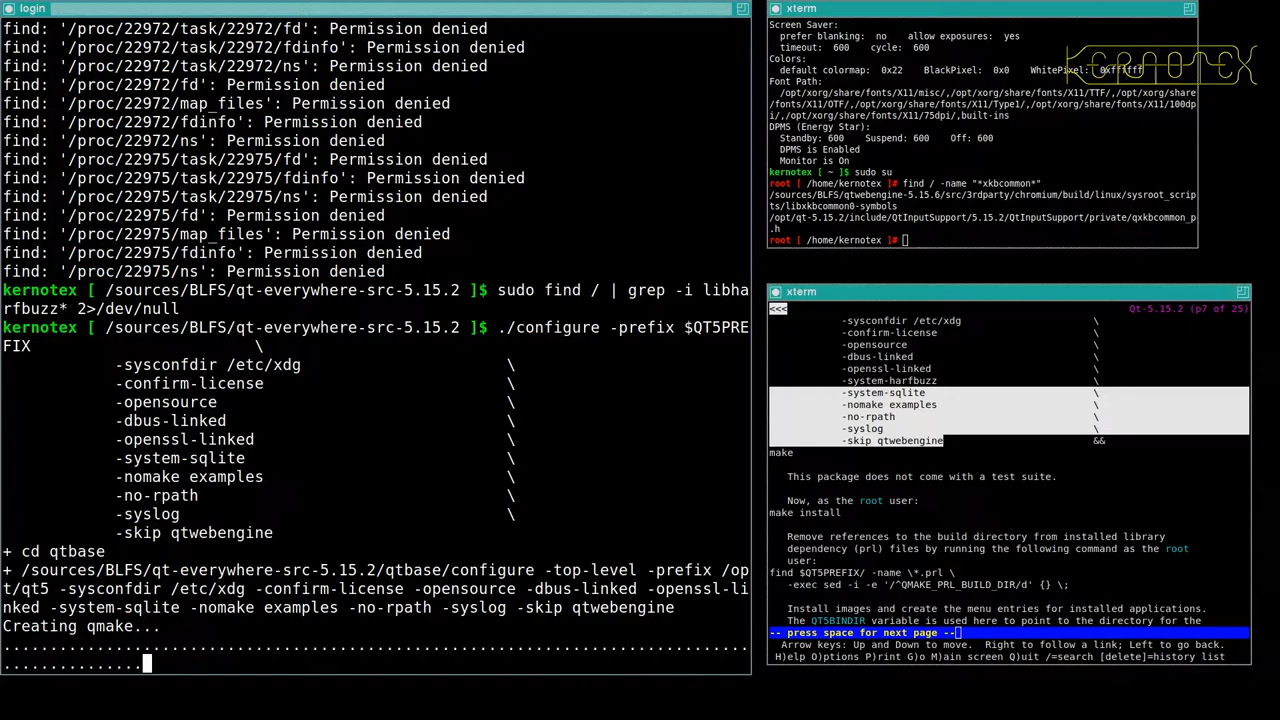 login
find: '/proc/22972/task/22972/fd': Permission denied
find: '/proc/22972/task/22972/fdinfo': Permission denied
find: '/proc/22972/task/22972/ns': Permission denied
find: '/proc/22972/fd': Permission denied
find: '/proc/22972/map_files': Permission denied
find: '/proc/22972/fdinfo': Permission denied
find: '/proc/22972/ns': Permission denied
find: '/proc/22975/task/22975/fd': Permission denied
find: '/proc/22975/task/22975/fdinfo': Permission denied
find: '/proc/22975/task/22975/ns': Permission denied
find: '/proc/22975/fd': Permission denied
find: '/proc/22975/map_files': Permission denied
find: '/proc/22975/fdinfo': Permission denied
find: '/proc/22975/ns': Permission denied
kernotex [ /sources/BLFS/qt-everywhere-src-5.15.2 ]$ sudo find / | grep -i libha
rfbuzz* 2>/dev/null
kernotex [ /sources/BLFS/qt-everywhere-src-5.15.2 ]$ ./configure -prefix $QT5PRE
FIX \
-sysconfdir /etc/xdg \
-confirm-license \
-opensource \
-dbus-linked \
-openssl-linked \
-system-sqlite \
-nomake examples \
-no-rpath \
-syslog \
-skip qtwebengine
+ cd qtbase
+ /sources/BLFS/qt-everywhere-src-5.15.2/qtbase/configure -top-level -prefix /op
t/qt5 -sysconfdir /etc/xdg -confirm-license -opensource -dbus-linked -openssl-li
nked -system-sqlite -nomake examples -no-rpath -syslog -skip qtwebengine
Creating qmake...
................................................................................
...............
xterm
Screen Saver:
prefer blanking: no allow exposures: yes
timeout: 600 cycle: 600
Colors:
default colormap: 0x22 BlackPixel: 0x0 WhitePixel: 0xffffff
KERNOTEX
Font Path:
/opt/xorg/share/fonts/X11/misc/,/opt/xorg/share/fonts/X11/TTF/,/opt/xorg/share
/fonts/X11/OTF/,/opt/xorg/share/fonts/X11/Type1/,/opt/xorg/share/fonts/X11/100dp
i/,/opt/xorg/share/fonts/X11/75dpi/,built-ins
DPMS (Energy Star):
Standby: 600 Suspend: 600 Off: 600
DPMS is Enabled
Monitor is On
kernotex [ ~ ]$ sudo su
root [ /home/kernotex ]# find / -name "*xkbcommon*"
/sources/BLFS/qtwebengine-5.15.6/src/3rdparty/chromium/build/linux/sysroot_scrip
ts/libxkbcommon0-symbols
/opt/qt-5.15.2/include/QtInputSupport/5.15.2/QtInputSupport/private/qxkbcommon_p
.h
root [ /home/kernotex ]#
xterm
<<< Qt-5.15.2 (p7 of 25)
-sysconfdir /etc/xdg \
-confirm-license \
-opensource \
-dbus-linked \
-openssl-linked \
-system-harfbuzz \
-system-sqlite \
-nomake examples \
-no-rpath \
-syslog \
-skip qtwebengine &&
make
This package does not come with a test suite.
Now, as the root user:
make install
Remove references to the build directory from installed library
dependency (prl) files by running the following command as the root
user:
find $QT5PREFIX/ -name \*.prl \
-exec sed -i -e '/^QMAKE_PRL_BUILD_DIR/d' {} \;
Install images and create the menu entries for installed applications.
The QT5BINDIR variable is used here to point to the directory for the
-- press space for next page --
Arrow keys: Up and Down to move. Right to follow a link; Left to go back.
H)elp O)ptions P)rint G)o M)ain screen Q)uit /=search [delete]=history list